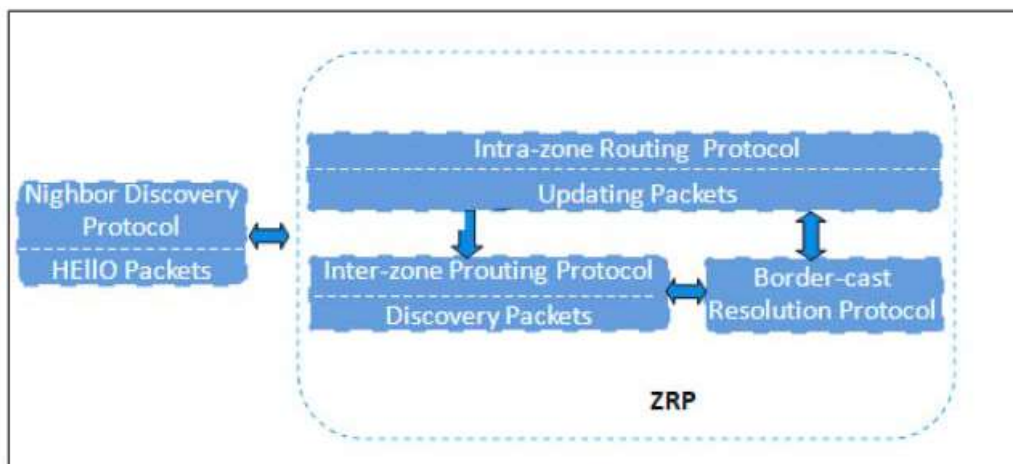 Intra-zone Routing Protocol
Updating Packets
Nighbor Discovery
Protocol
HEllO Packets
Inter-zone Prouting Protocol
Discovery Packets
Border-cast
Resolution Protocol
ZRP